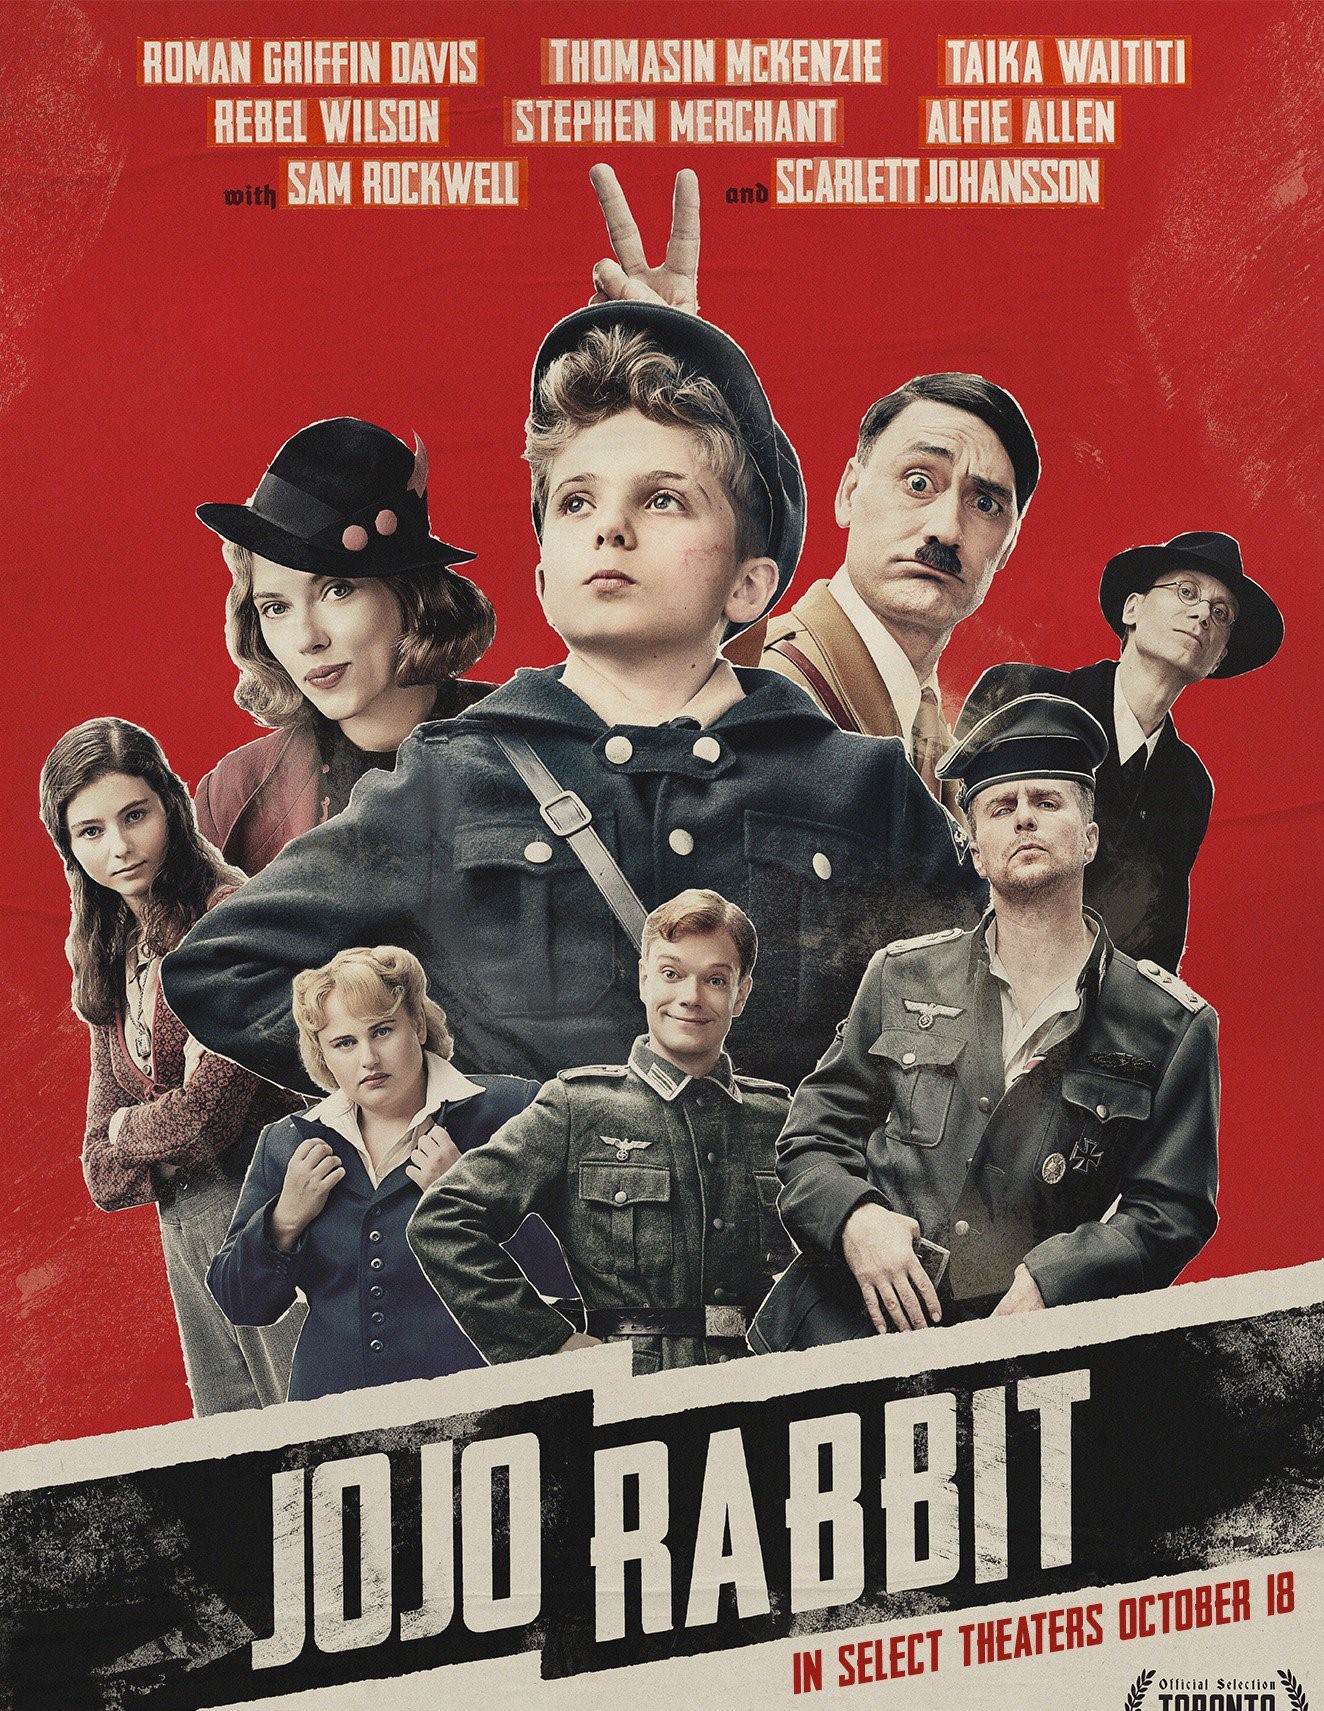 ROMAN GRIFFIN DAVIS THOMASIN McKENZIE TAIKA WAITITI
REBEL WILSON STEPHEN MERCHANT ALFIE ALLEN
with SAM ROCKWELL and SCARLETT JOHANSSON
JOJO RABBIT
IN SELECT THEATERS OCTOBER 18
Official Selection
TORONTO